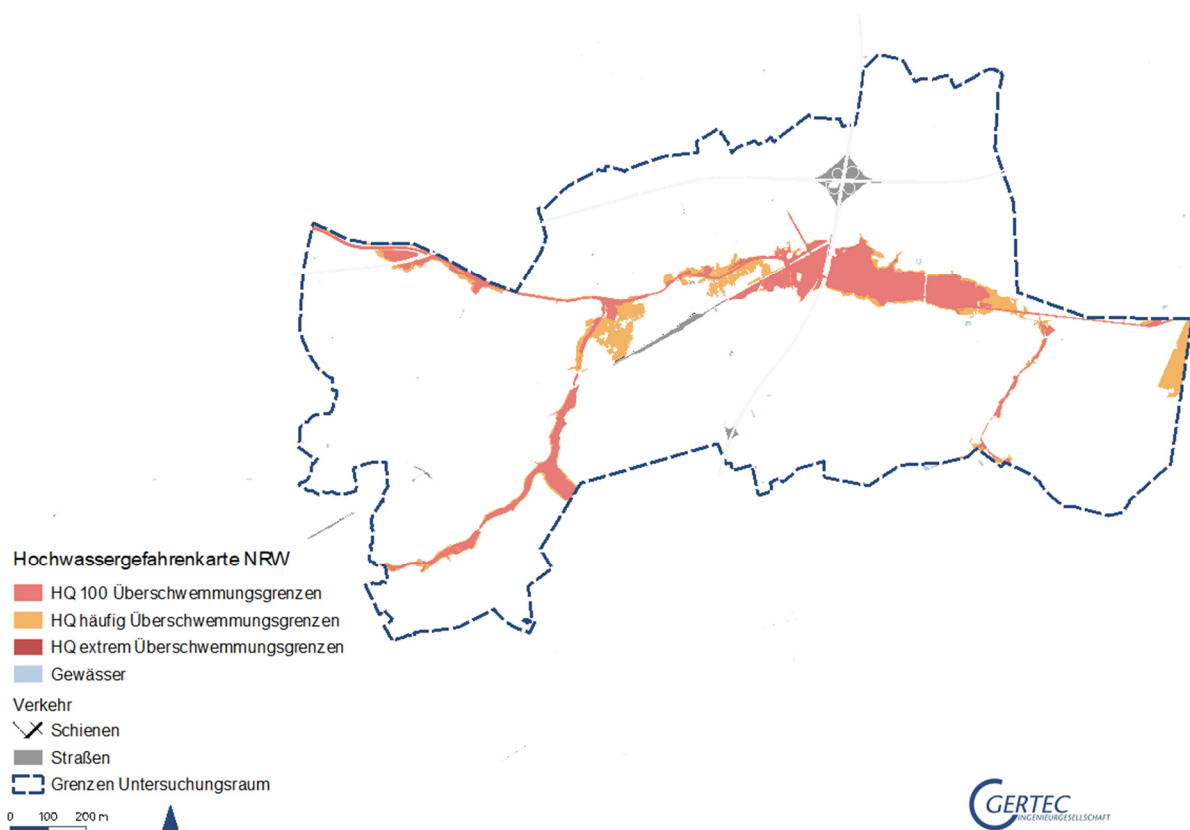 Hochwassergefahrenkarte NRW
HQ 100 Überschwemmungsgrenzen
HQ häufig Überschwemmungsgrenzen
HQ extrem Überschwemmungsgrenzen
Gewässer
Verkehr
Schienen
Straßen
Grenzen Untersuchungsraum
0 100 200 m
GERTEC
INGENIEURGESELLSCHAFT